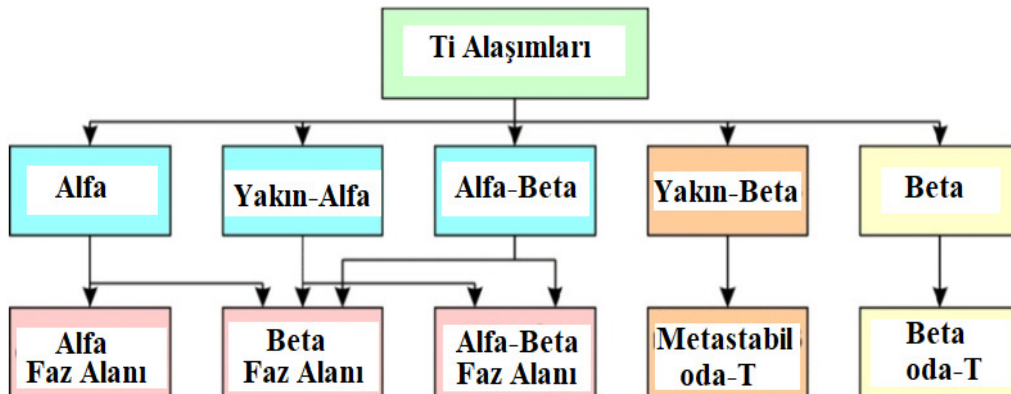 Ti Alaşımları
Alfa
Yakın-Alfa
Alfa-Beta
Yakın-Beta
Beta
Alfa
Faz Alanı
Beta
Faz Alanı
Alfa-Beta
Faz Alanı
Metastabil
oda-T
Beta
oda-T